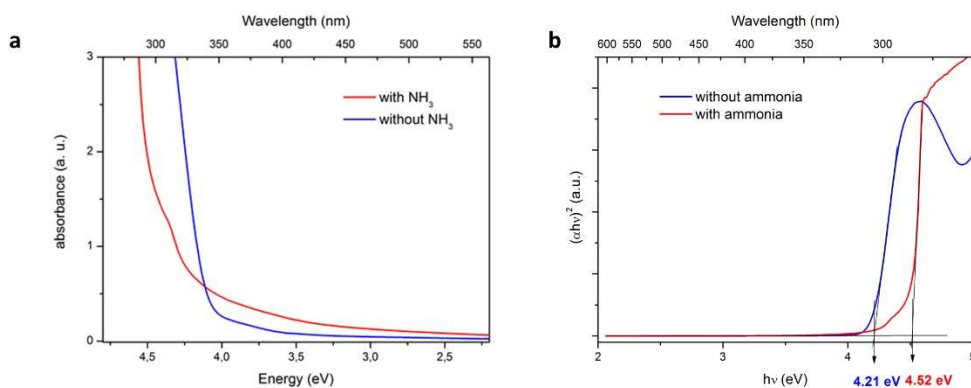 a
Wavelength (nm)
300 350 400 450 500 550
3
2
1
0
absorbance (a. u.)
with NH3
without NH3
4,5 4,0 3,5 3,0 2,5
Energy (eV)
b
Wavelength (nm)
600 550 500 450 400 350 300
(αhν)2 (a.u.)
without ammonia
with ammonia
2 3 4 5
hν (eV)
4.21 eV 4.52 eV